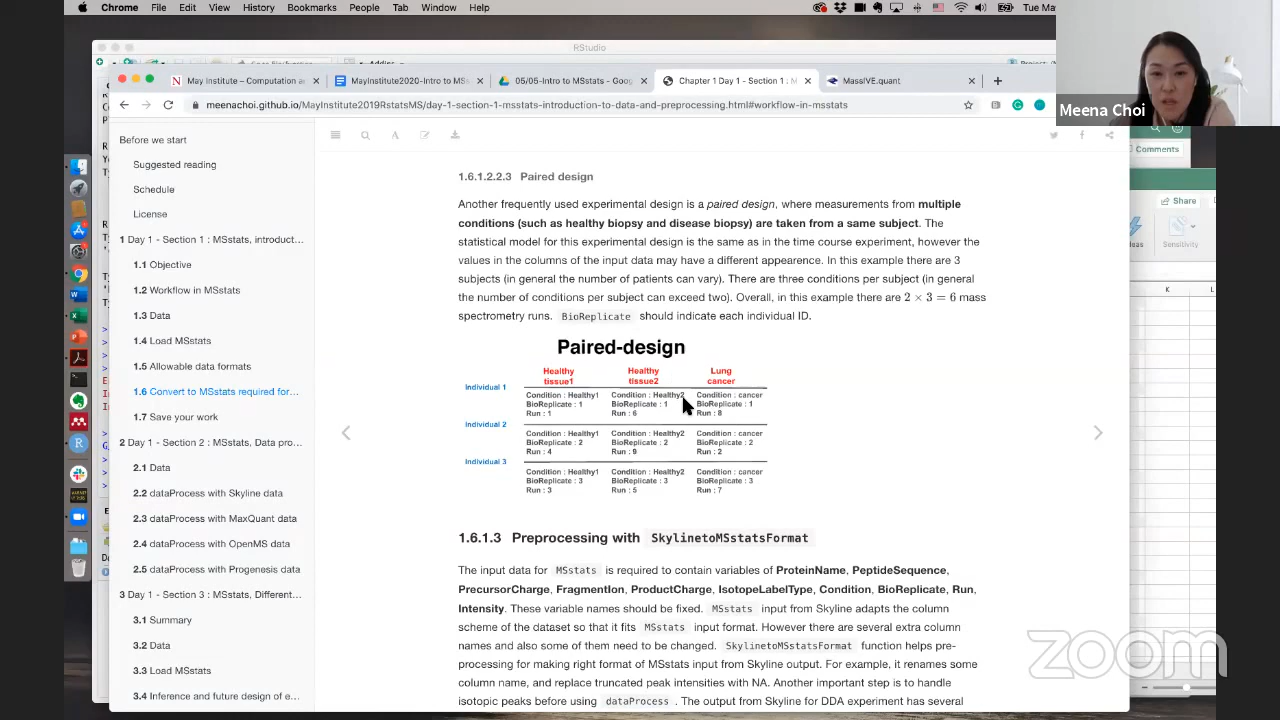 Chrome File Edit View History Bookmarks People Tab Window Help
RStudio
May Institute – Computation a
MayInstitute2020-Intro to MS
05/05-Intro to MSstats - Goog
Chapter 1 Day 1 - Section 1 : M
MassIVE.quant
meenachoi.github.io/MayInstitute2019RstatsMS/day-1-section-1-msstats-introduction-to-data-and-preprocessing.html#workflow-in-msstats
Meena Choi
Comments
Share
Sensitivity
K L
Before we start
Suggested reading
Schedule
License
1 Day 1 - Section 1 : MSstats, introduct...
1.1 Objective
1.2 Workflow in MSstats
1.3 Data
1.4 Load MSstats
1.5 Allowable data formats
1.6 Convert to MSstats required for...
1.7 Save your work
2 Day 1 - Section 2 : MSstats, Data pro...
2.1 Data
2.2 dataProcess with Skyline data
2.3 dataProcess with MaxQuant data
2.4 dataProcess with OpenMS data
2.5 dataProcess with Progenesis data
3 Day 1 - Section 3 : MSstats, Different...
3.1 Summary
3.2 Data
3.3 Load MSstats
3.4 Inference and future design of e...
1.6.1.2.2.3 Paired design
Another frequently used experimental design is a paired design, where measurements from multiple
conditions (such as healthy biopsy and disease biopsy) are taken from a same subject. The
statistical model for this experimental design is the same as in the time course experiment, however the
values in the columns of the input data may have a different appearance. In this example there are 3
subjects (in general the number of patients can vary). There are three conditions per subject (in general
the number of conditions per subject can exceed two). Overall, in this example there are 2 × 3 = 6 mass
spectrometry runs. BioReplicate should indicate each individual ID.
Paired-design
Healthy tissue1 Healthy tissue2 Lung cancer
Individual 1
Condition : Healthy1 Condition : Healthy2 Condition : cancer
BioReplicate : 1 BioReplicate : 1 BioReplicate : 1
Run : 1 Run : 6 Run : 8
Individual 2
Condition : Healthy1 Condition : Healthy2 Condition : cancer
BioReplicate : 2 BioReplicate : 2 BioReplicate : 2
Run : 4 Run : 9 Run : 2
Individual 3
Condition : Healthy1 Condition : Healthy2 Condition : cancer
BioReplicate : 3 BioReplicate : 3 BioReplicate : 3
Run : 3 Run : 5 Run : 7
1.6.1.3 Preprocessing with SkylinetoMSstatsFormat
The input data for MSstats is required to contain variables of ProteinName, PeptideSequence,
PrecursorCharge, FragmentIon, ProductCharge, IsotopeLabelType, Condition, BioReplicate, Run,
Intensity. These variable names should be fixed. MSstats input from Skyline adapts the column
scheme of the dataset so that it fits MSstats input format. However there are several extra column
names and also some of them need to be changed. SkylinetoMSstatsFormat function helps pre-
processing for making right format of MSstats input from Skyline output. For example, it renames some
column name, and replace truncated peak intensities with NA. Another important step is to handle
isotopic peaks before using dataProcess . The output from Skyline for DDA experiment has several
zoom